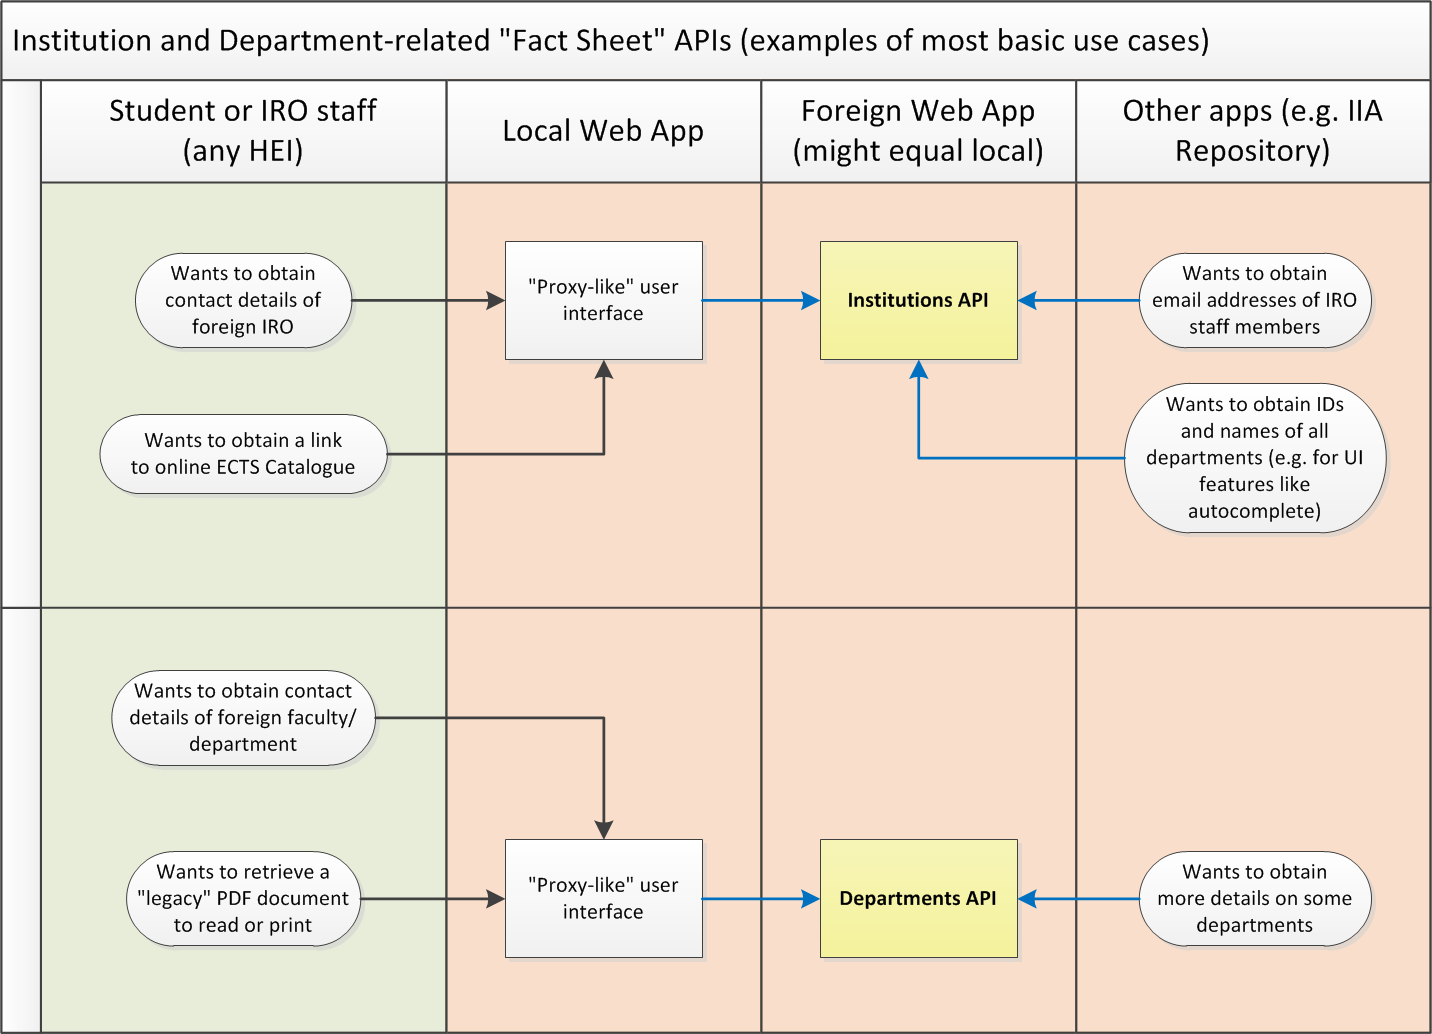 Institution and Department-related "Fact Sheet" APIs (examples of most basic use cases)
Student or IRO staff
(any HEI)
Local Web App
Foreign Web App
(might equal local)
Other apps (e.g. IIA
Repository)
Wants to obtain
contact details of
foreign IRO
"Proxy-like" user
interface
Institutions API
Wants to obtain
email addresses of IRO
staff members
Wants to obtain a link
to online ECTS Catalogue
Wants to obtain IDs
and names of all
departments (e.g. for UI
features like
autocomplete)
Wants to obtain contact
details of foreign faculty/
department
Wants to retrieve a
"legacy" PDF document
to read or print
"Proxy-like" user
interface
Departments API
Wants to obtain
more details on some
departments